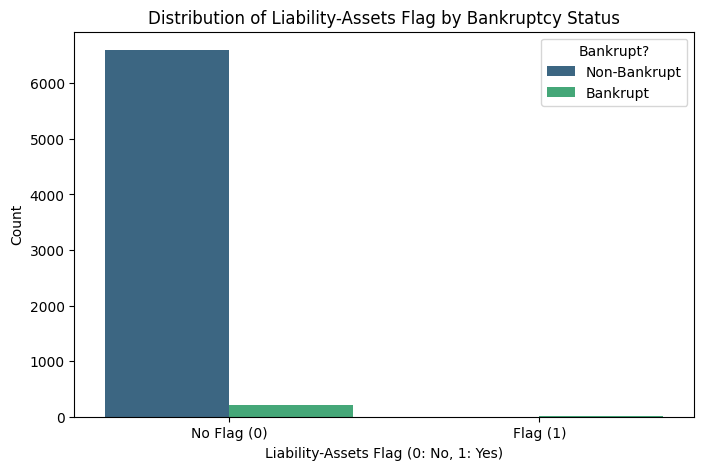 Distribution of Liability-Assets Flag by Bankruptcy Status
Bankrupt?
Non-Bankrupt
Bankrupt
Count
6000
5000
4000
3000
2000
1000
0
No Flag (0)
Flag (1)
Liability-Assets Flag (0: No, 1: Yes)